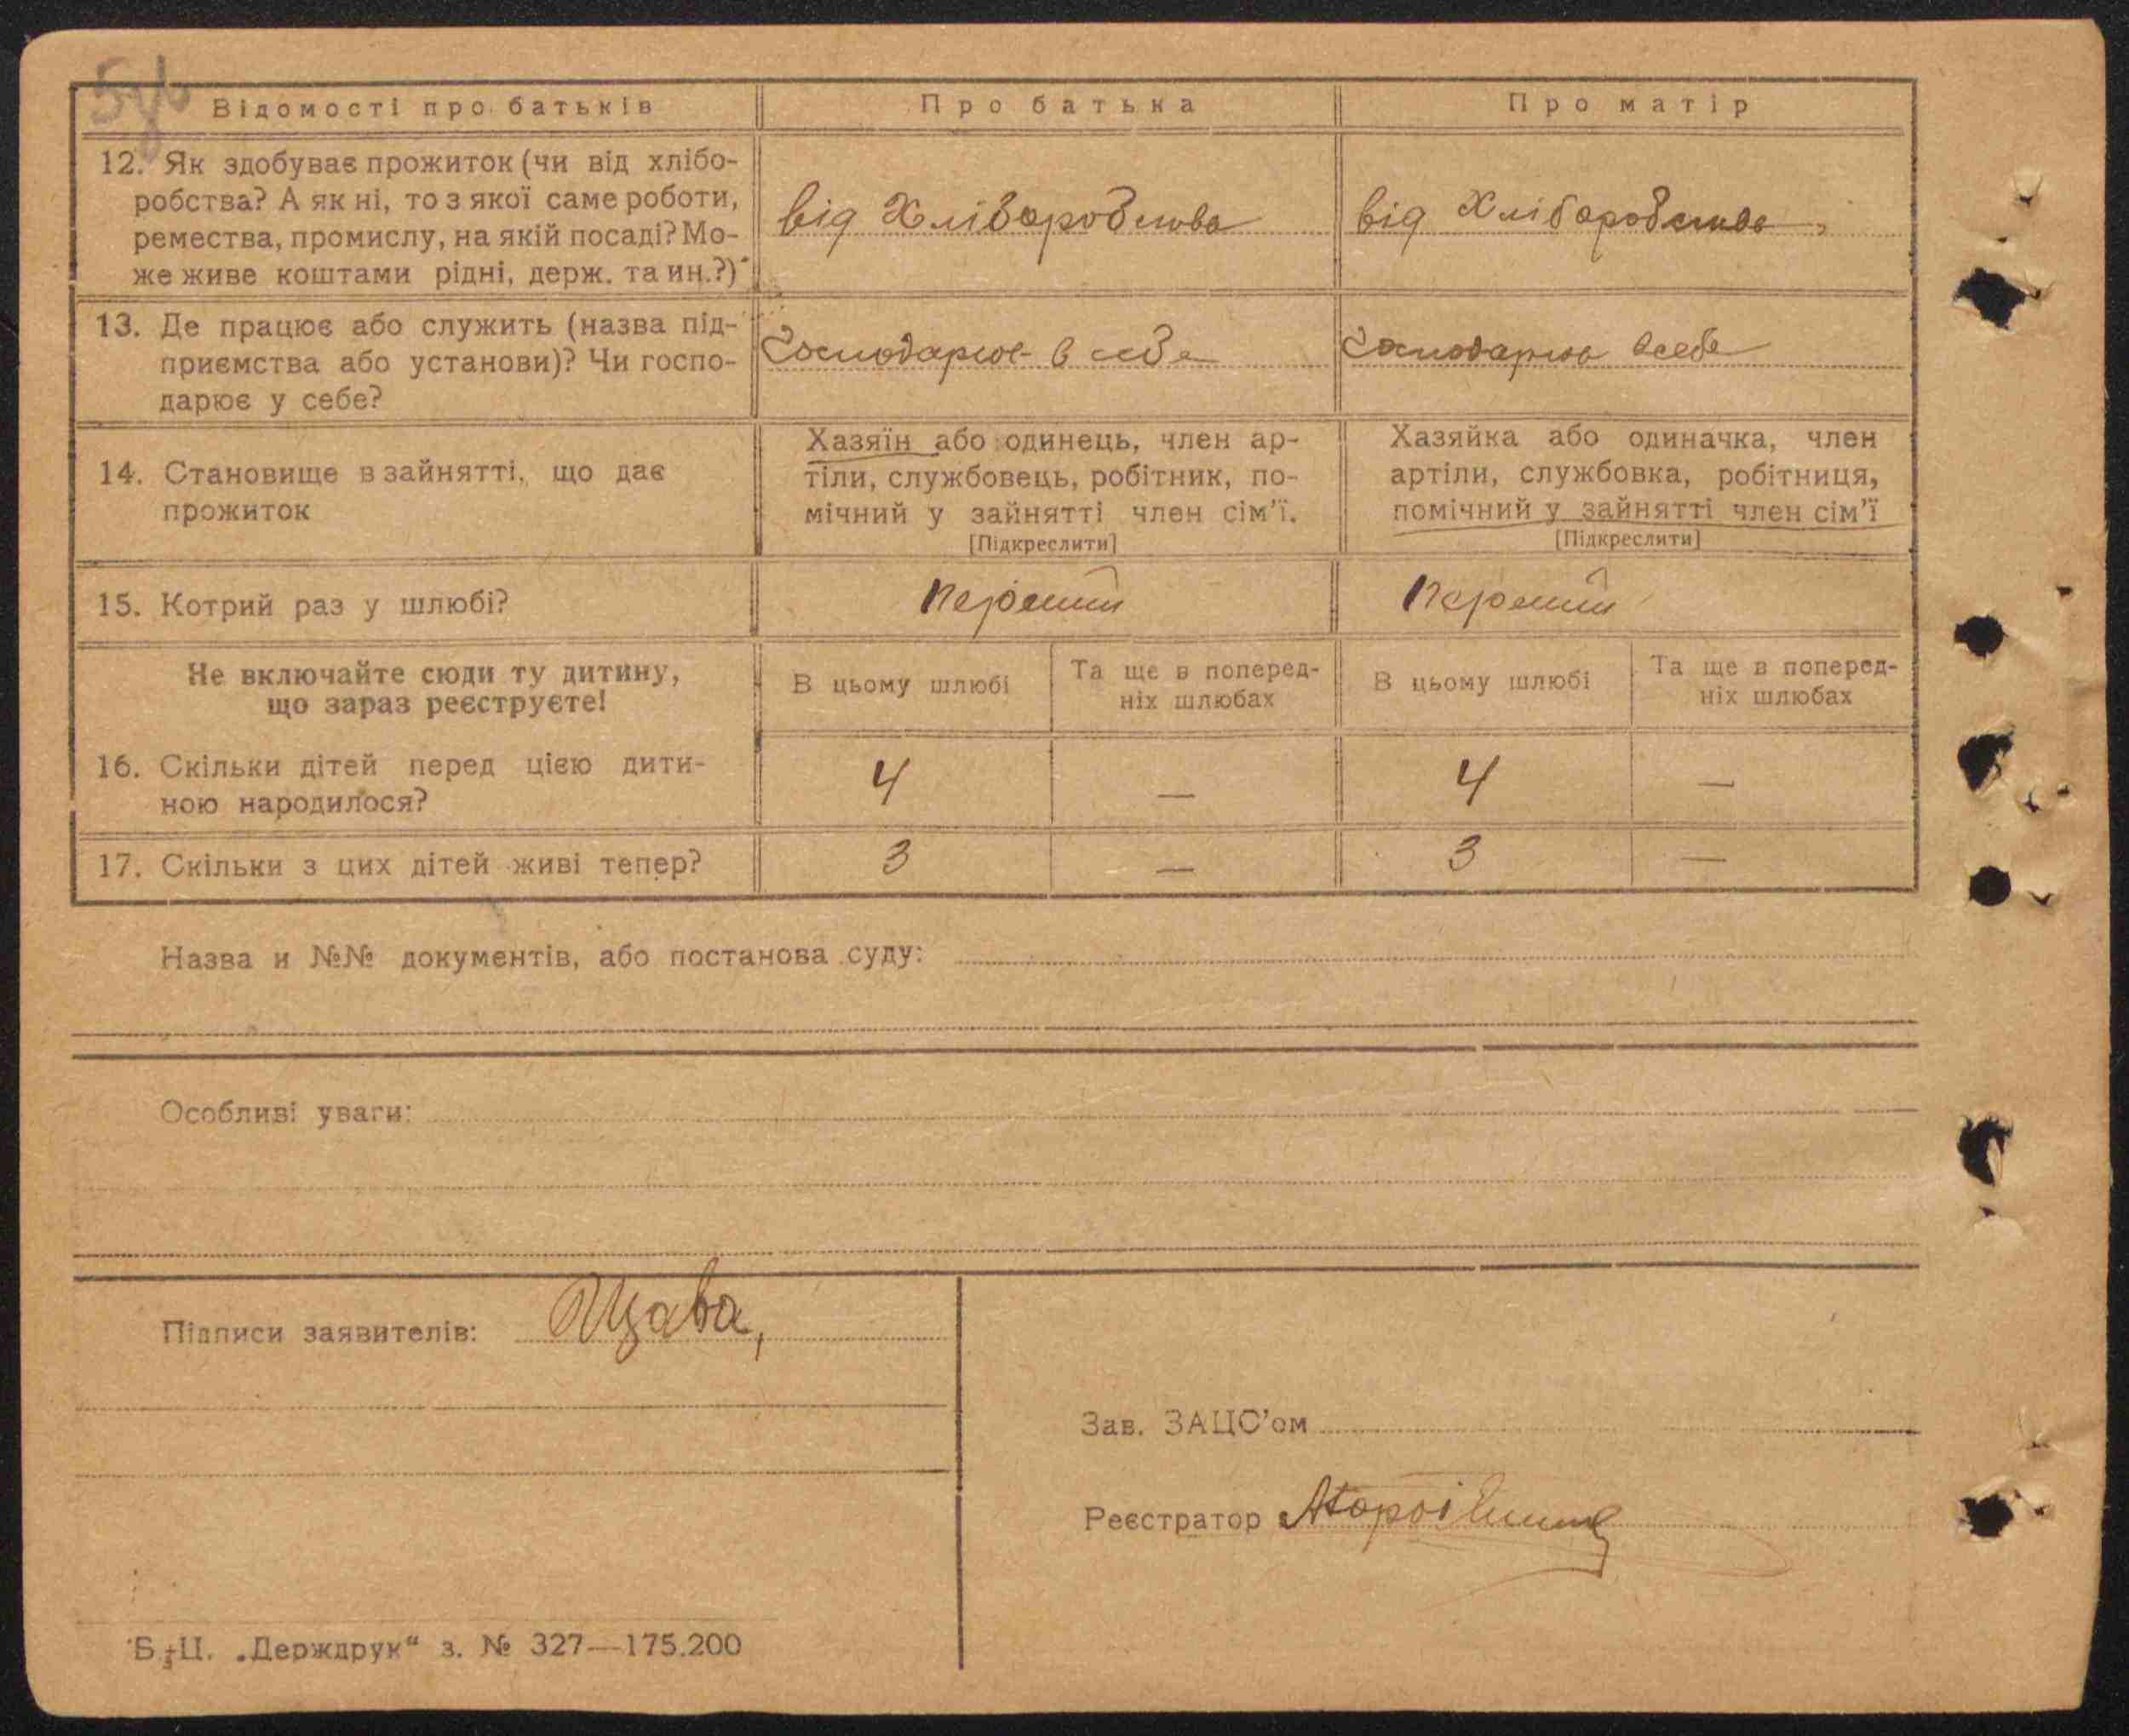 Відомості про батьків
Про батька
Про матір
12. Як здобуває прожиток (чи від хлібо-
робства? А як ні, то з якої саме роботи,
ремества, промислу, на якій посаді? Мо-
же живе коштами рідні, держ. та ин.?)
від Хлібороства
від Хліборобства
13. Де працює або служить (назва під-
приємства або установи)? Чи госпо-
дарює у себе?
Господарює в себе
Господарює в себе
14. Становище в зайнятті, що дає
прожиток
Хазяїн або одинець, член ар-
тіли, службовець, робітник, по-
мічний у зайнятті член сім'ї.
[Підкреслити]
Хазяйка або одиначка, член
артіли, службовка, робітниця,
помічний у зайнятті член сім'ї
[Підкреслити]
15. Котрий раз у шлюбі?
Перший
Перший
Не включайте сюди ту дитину,
що зараз реєструєте!
В цьому шлюбі
Та ще в поперед-
ніх шлюбах
В цьому шлюбі
Та ще в поперед-
ніх шлюбах
16. Скільки дітей перед цією дити-
ною народилося?
4 — 4 —
17. Скільки з цих дітей живі тепер?
3 — 3 —
Назва и №№ документів, або постанова суду:
Особливі уваги:
Підписи заявителів:
Зав. ЗАЦС'ом
Реєстратор
Б-Ц. „Держдрук" з. № 327—175.200